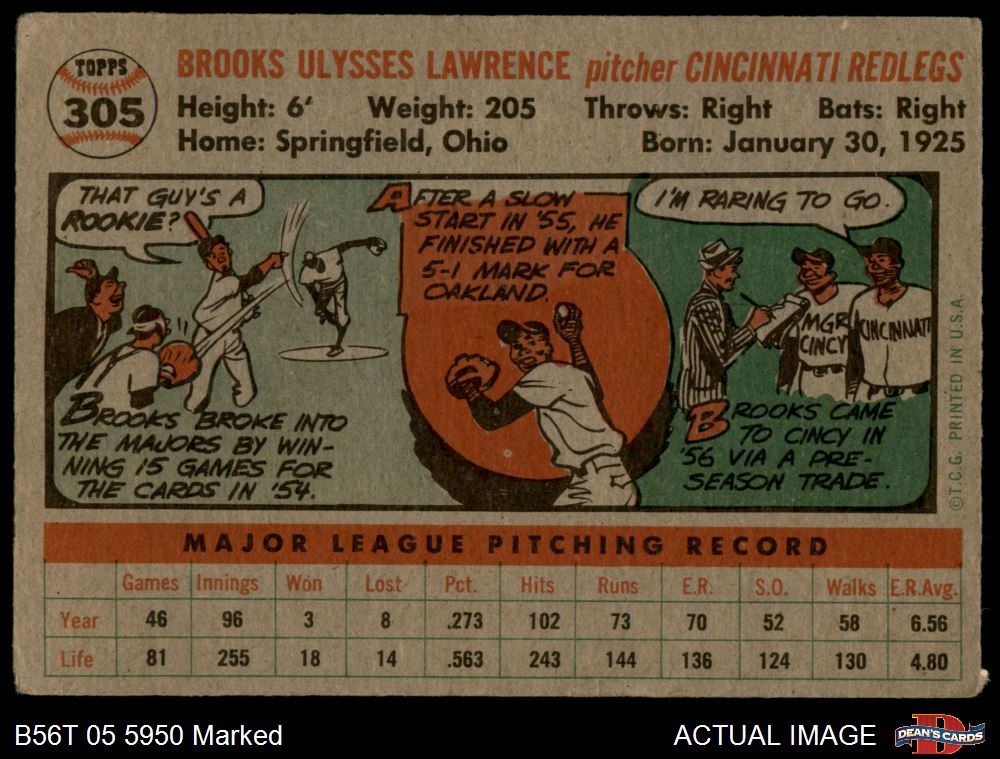 TOPPS
305
BROOKS ULYSSES LAWRENCE pitcher CINCINNATI REDLEGS
Height: 6' Weight: 205 Throws: Right Bats: Right
Home: Springfield, Ohio Born: January 30, 1925
THAT GUY'S A
ROOKIE?
BROOKS BROKE INTO
THE MAJORS BY WIN-
NING 15 GAMES FOR
THE CARDS IN '54.
AFTER A SLOW
START IN '55, HE
FINISHED WITH A
5-1 MARK FOR
OAKLAND.
I'M RARING TO GO.
MGR
CINCY
CINCINNATI
BROOKS CAME
TO CINCY IN
'56 VIA A PRE-
SEASON TRADE.
©T.C.G. PRINTED IN U.S.A.
MAJOR LEAGUE PITCHING RECORD
Games Innings Won Lost Pct. Hits Runs E.R. S.O. Walks E.R.Avg.
Year 46 96 3 8 .273 102 73 70 52 58 6.56
Life 81 255 18 14 .563 243 144 136 124 130 4.80
B56T 05 5950 Marked ACTUAL IMAGE
D
DEAN'S CARDS